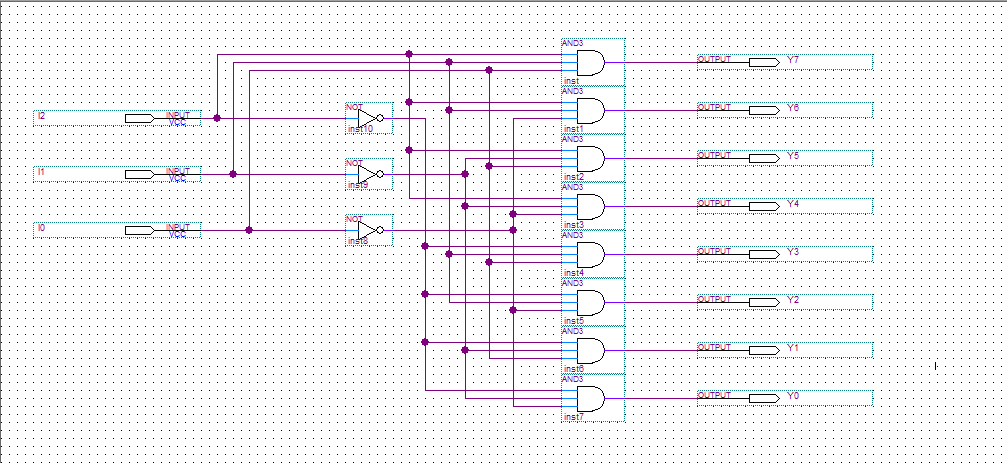 AND3
OUTPUT
Y7
inst
AND3
I2
INPUT
VCC
NOT
inst10
OUTPUT
Y6
inst1
AND3
OUTPUT
Y5
I1
INPUT
VCC
NOT
inst9
inst2
AND3
OUTPUT
Y4
I0
INPUT
VCC
NOT
inst8
inst3
AND3
OUTPUT
Y3
inst4
AND3
OUTPUT
Y2
inst5
AND3
OUTPUT
Y1
inst6
AND3
OUTPUT
Y0
inst7